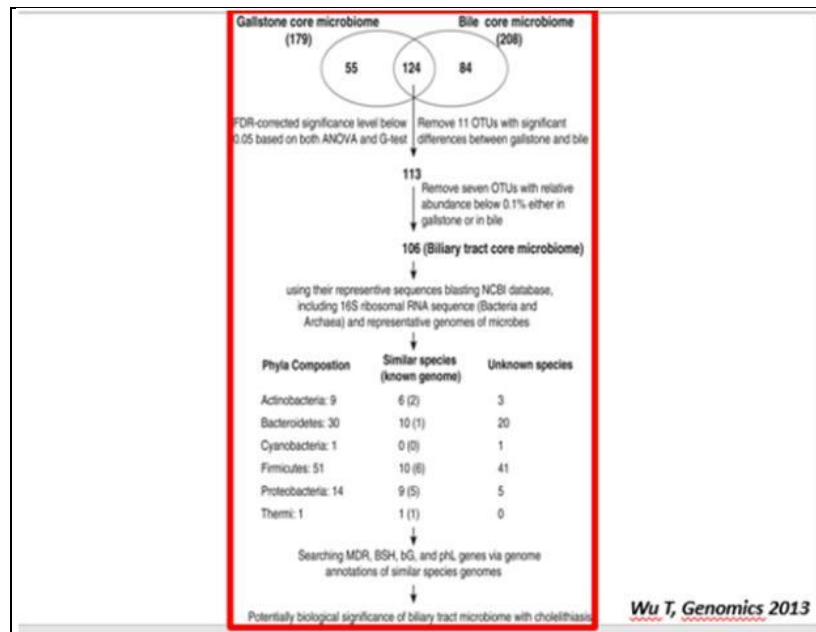 Gallstone core microbiome Bile core microbiome
(179) (208)
55 124 84
FDR-corrected significance level below Remove 11 OTUs with significant
0.05 based on both ANOVA and G-test differences between gallstone and bile
113
Remove seven OTUs with relative
abundance below 0.1% either in
gallstone or in bile
106 (Biliary tract core microbiome)
using their representive sequences blasting NCBI database,
including 16S ribosomal RNA sequence (Bacteria and
Archaea) and representative genomes of microbes
Phyla Compostion Similar species (known genome) Unknown species
Actinobacteria: 9 6 (2) 3
Bacteroidetes: 30 10 (1) 20
Cyanobacteria: 1 0 (0) 1
Firmicutes: 51 10 (6) 41
Proteobacteria: 14 9 (5) 5
Thermi: 1 1 (1) 0
Searching MDR, BSH, bG, and phL genes via genome
annotations of similar species genomes
Potentially biological significance of biliary tract microbiome with cholelithiasis
Wu T, Genomics 2013